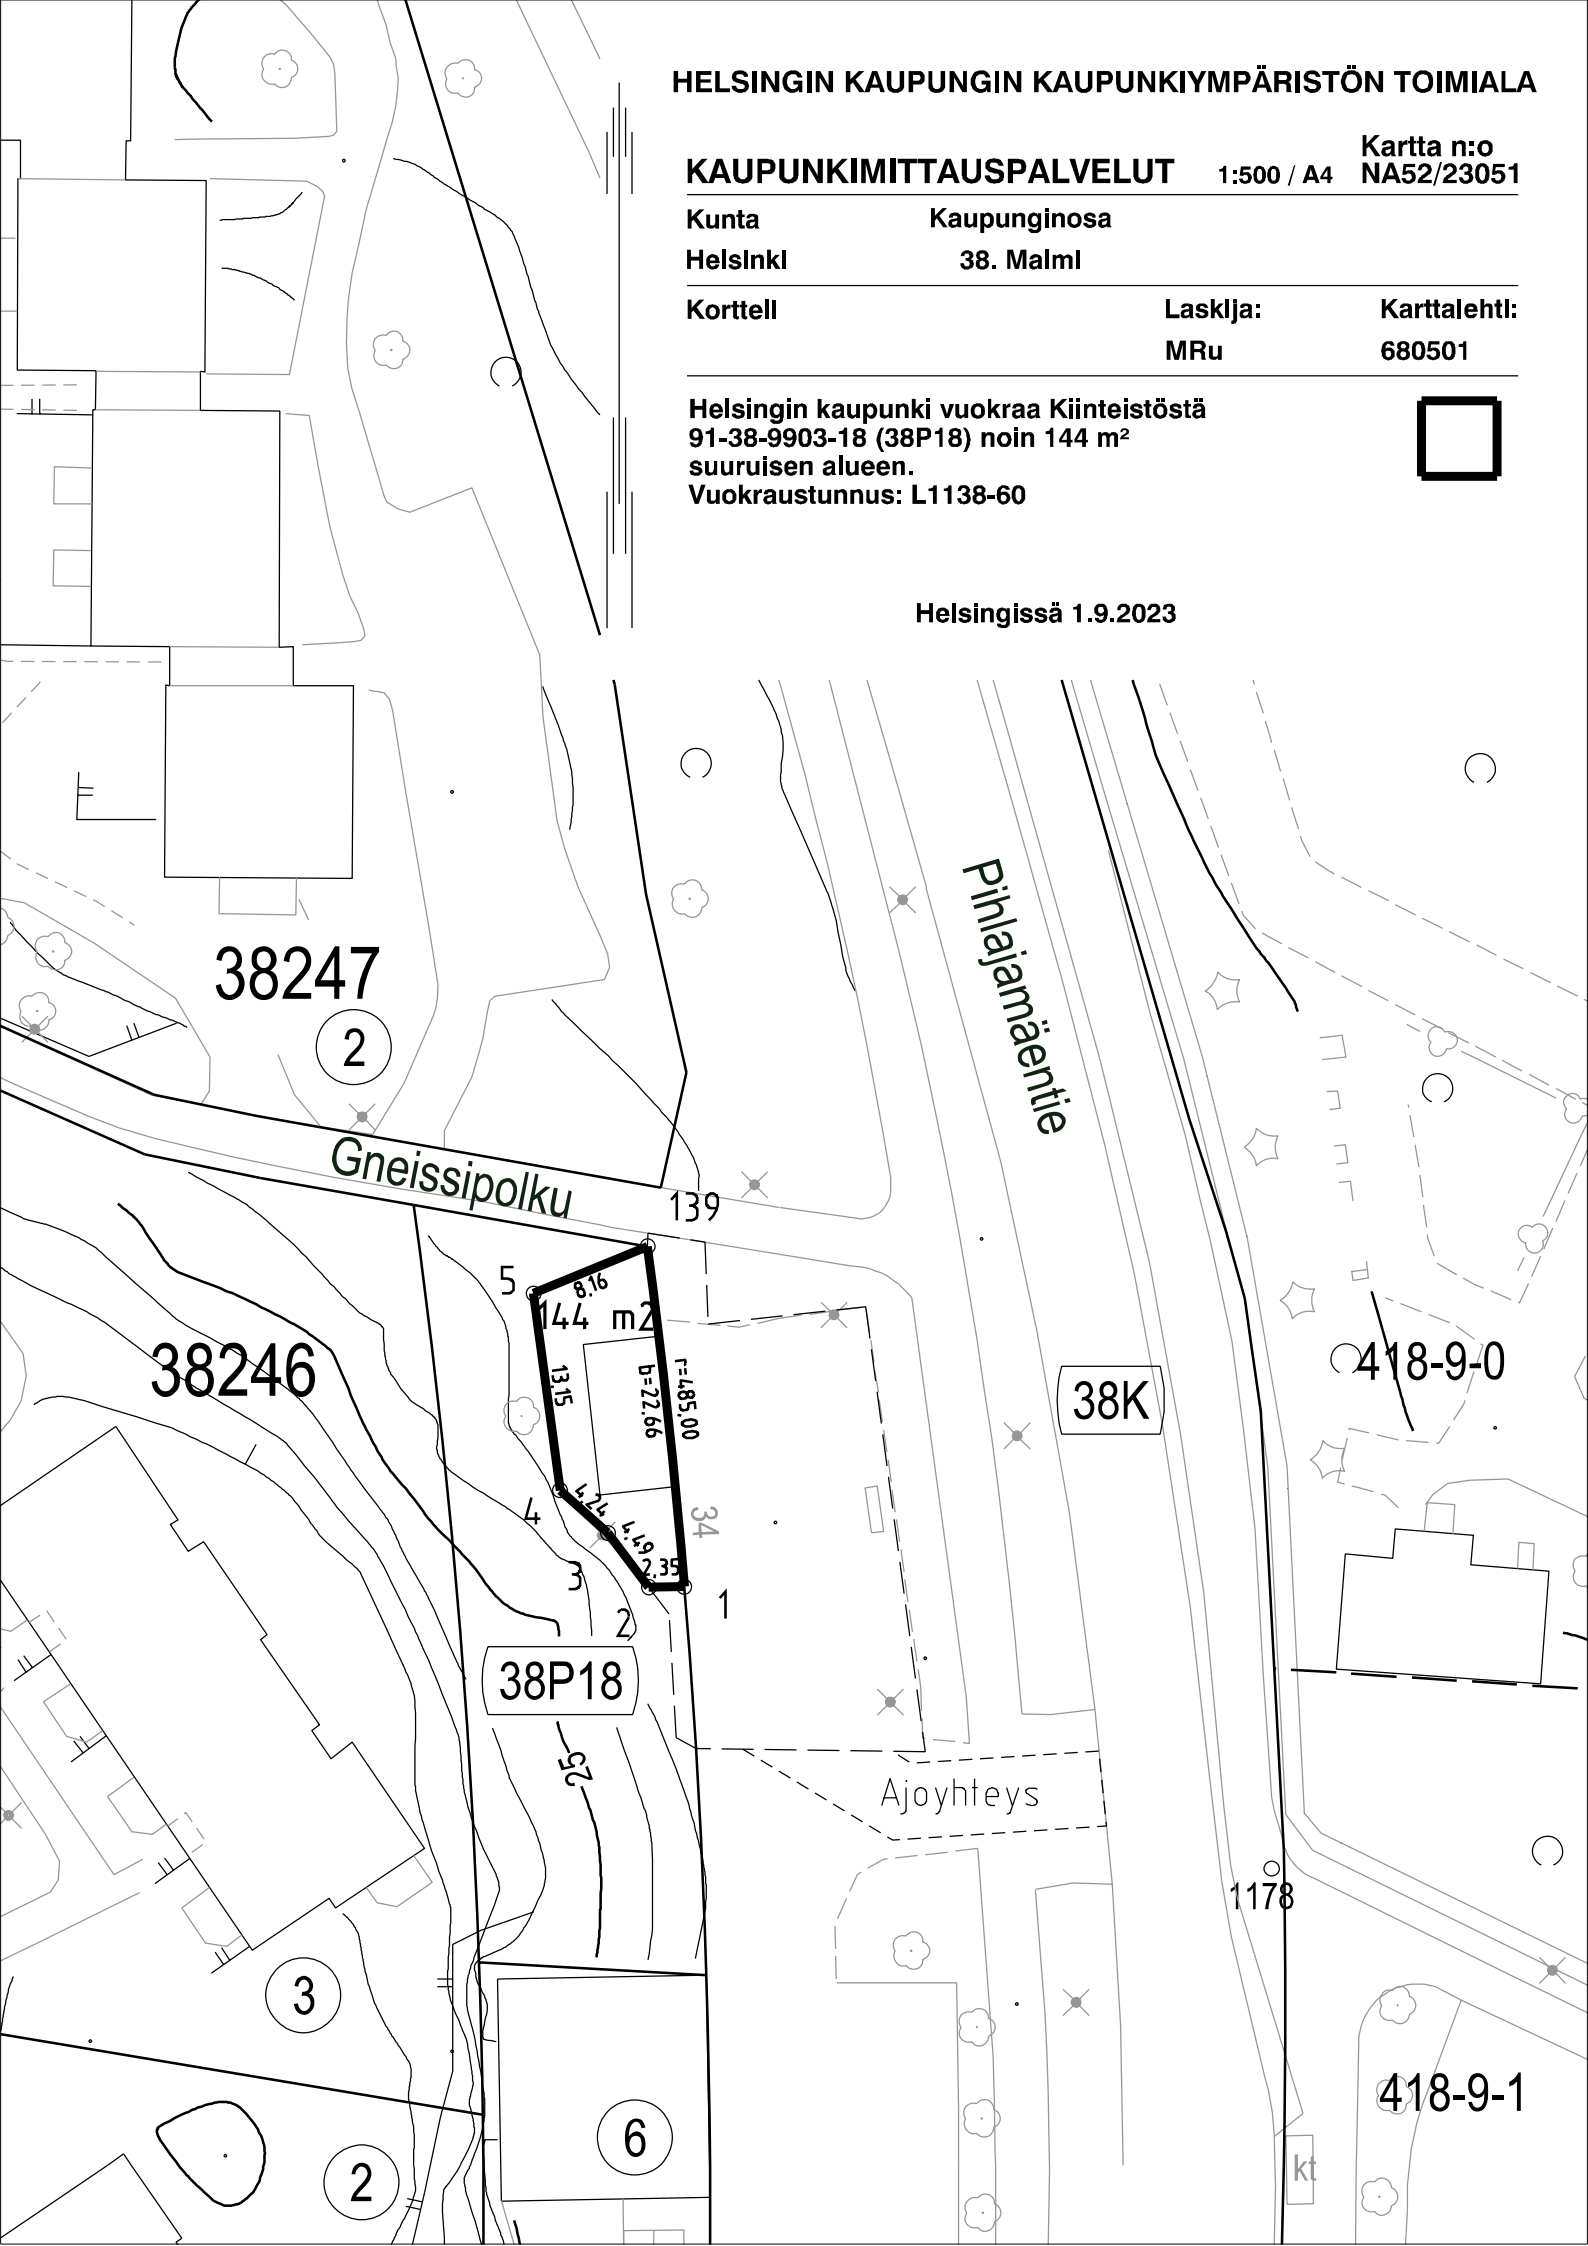 HELSINGIN KAUPUNGIN KAUPUNKIYMPÄRISTÖN TOIMIALA
KAUPUNKIMITTAUSPALVELUT 1:500 / A4 Kartta n:o NA52/23051
Kunta Kaupunginosa
Helsinki 38. Malmi
Kortteli Laskija: Karttalehti:
MRu 680501
Helsingin kaupunki vuokraa Kiinteistöstä
91-38-9903-18 (38P18) noin 144 m²
suuruisen alueen.
Vuokraustunnus: L1138-60
Helsingissä 1.9.2023
Pihlajamäentie
38247
2
Gneissipolku
139
5
8.16
144 m2
38246
13.15
b=22.66
r=485.00
38K
418-9-0
4
4.24
34
4.49
3
2.35
1
2
38P18
25
Ajoyhteys
1178
3
418-9-1
6
2
kt